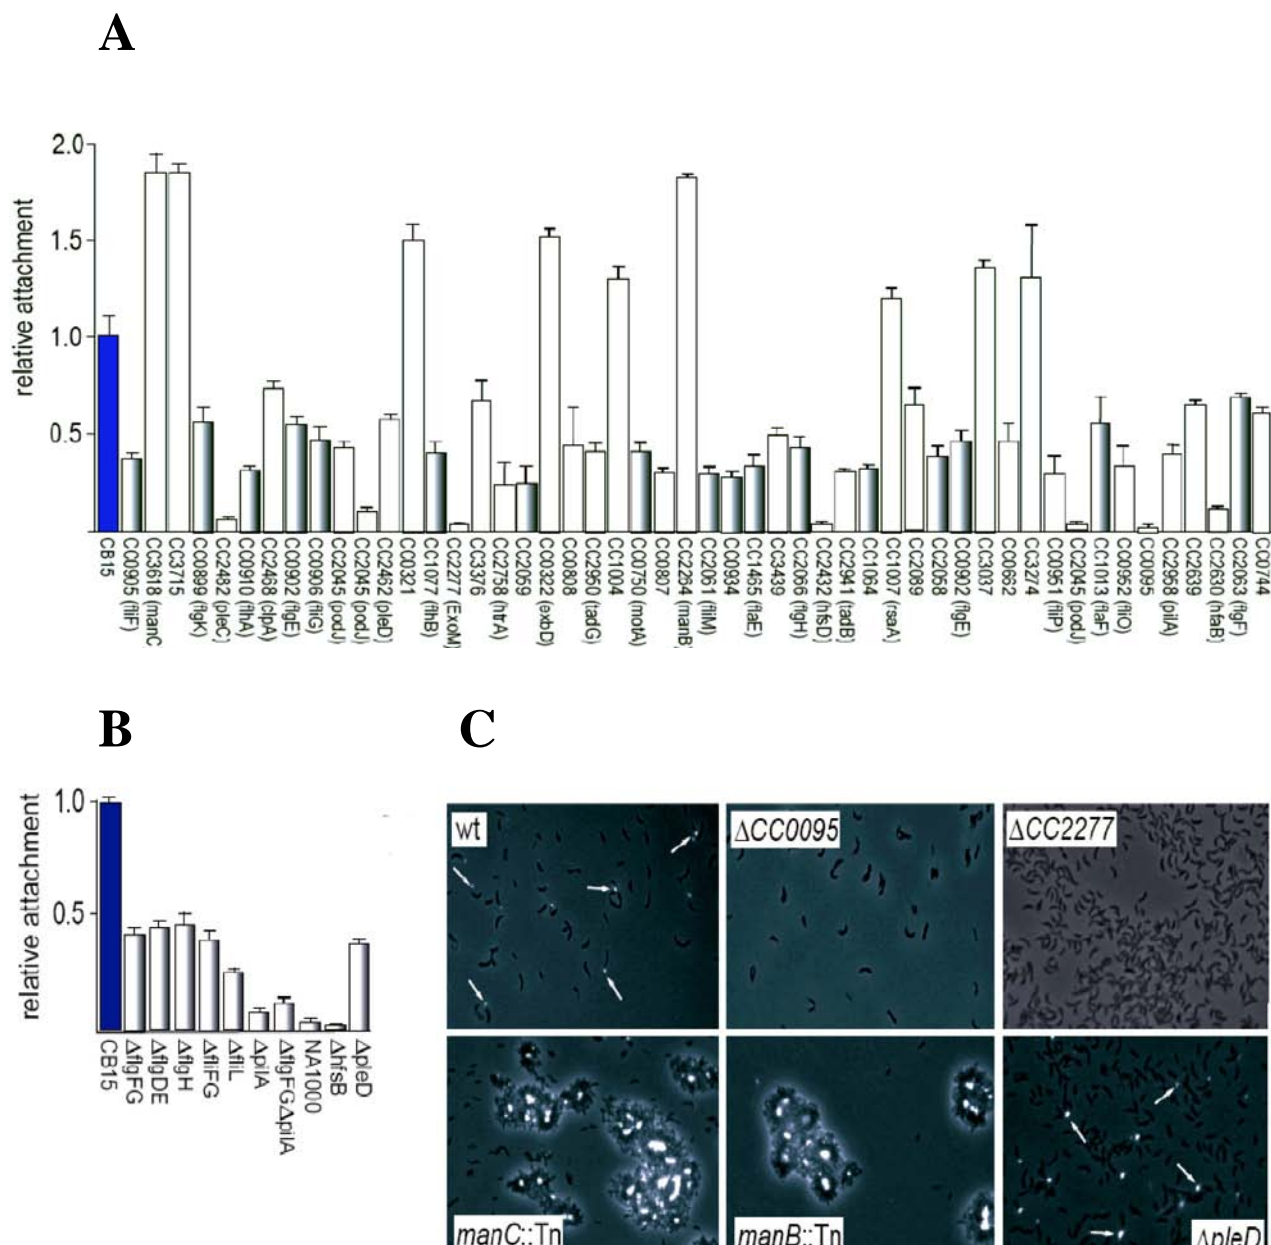 A
relative attachment
2.0
1.5
1.0
0.5
CB15
CC0905 (fliF)
CC3618 (manC
CC3715
CC0899 (flgK)
CC2482 (pleC)
CC0910 (flhA)
CC2468 (clpA)
CC0902 (flgE)
CC0906 (fliG)
CC2045 (podJ)
CC2045 (podJ)
CC2462 (pleD)
CC0321
CC1077 (flhB)
CC2277 (ExoM)
CC3376
CC2758 (htrA)
CC2059
CC0322 (exbD)
CC0808
CC2950 (tadG)
CC1004
CC0750 (motA)
CC0807
CC2264 (manB)
CC2061 (fliM)
CC0934
CC1465 (flaE)
CC3439
CC2066 (flgH)
CC2432 (hfsD)
CC2941 (tadB)
CC1064
CC1007 (rsaA)
CC2089
CC2058
CC0902 (flgE)
CC3037
CC0662
CC3274
CC0951 (fliP)
CC2045 (podJ)
CC1013 (flaF)
CC0952 (fliO)
CC0095
CC2958 (pilA)
CC2639
CC2630 (hfaB)
CC2063 (flgF)
CC0744
B
relative attachment
1.0
0.5
CB15
ΔflgFG
ΔflgDE
ΔflgH
ΔfliFG
ΔfliL
ΔpilA
ΔflgFGΔpilA
NA1000
ΔhfsB
ΔpleD
C
wt
ΔCC0095
ΔCC2277
manC::Tn
manB::Tn
ΔpleD